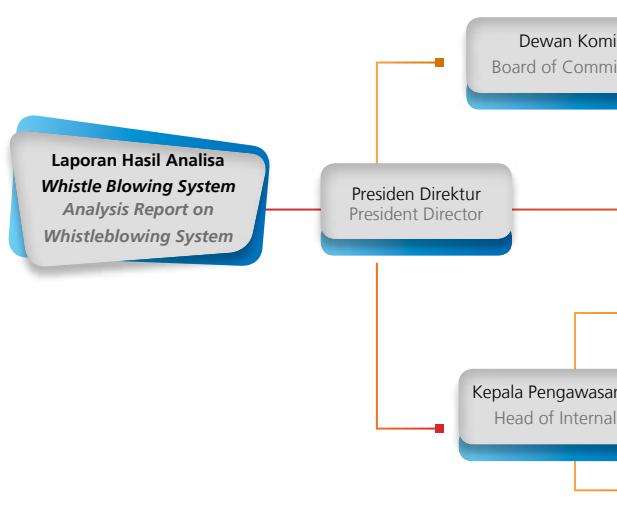 Dewan Komi
Board of Commi
Laporan Hasil Analisa
Whistle Blowing System
Analysis Report on
Whistleblowing System
Presiden Direktur
President Director
Kepala Pengawasan
Head of Internal